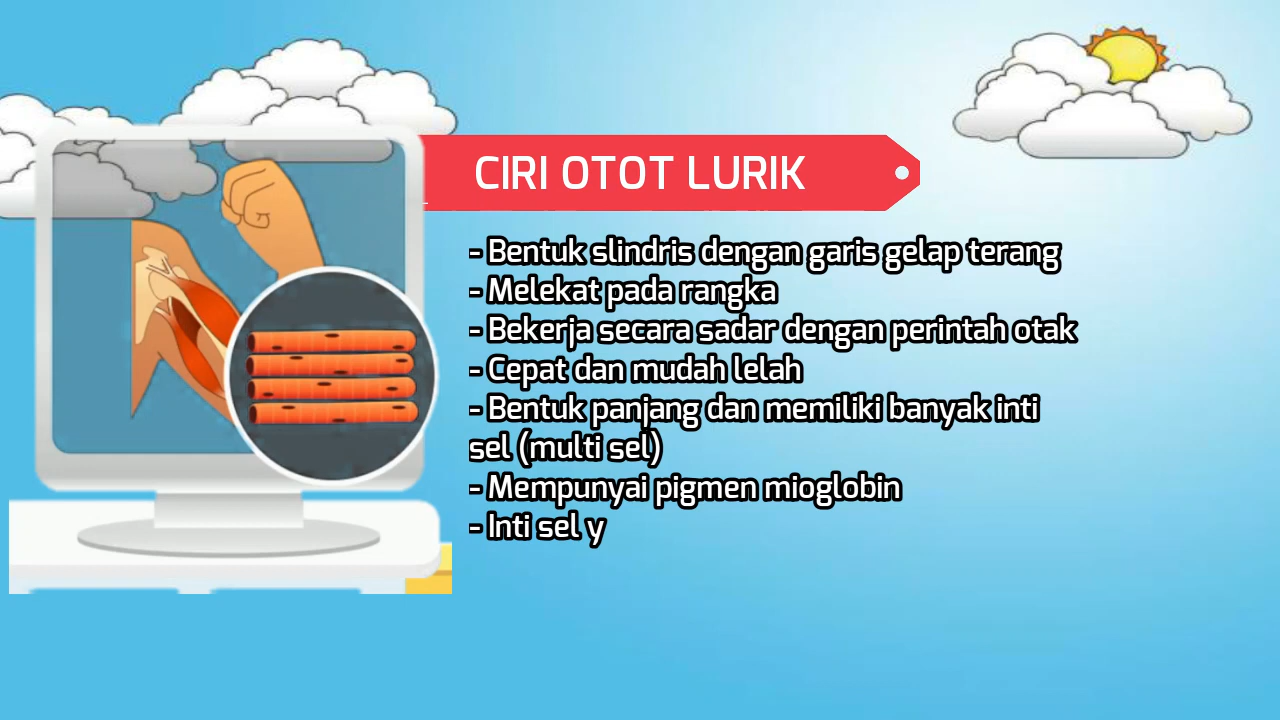 CIRI OTOT LURIK
- Bentuk slindris dengan garis gelap terang
- Melekat pada rangka
- Bekerja secara sadar dengan perintah otak
- Cepat dan mudah lelah
- Bentuk panjang dan memiliki banyak inti
sel (multi sel)
- Mempunyai pigmen mioglobin
- Inti sel y